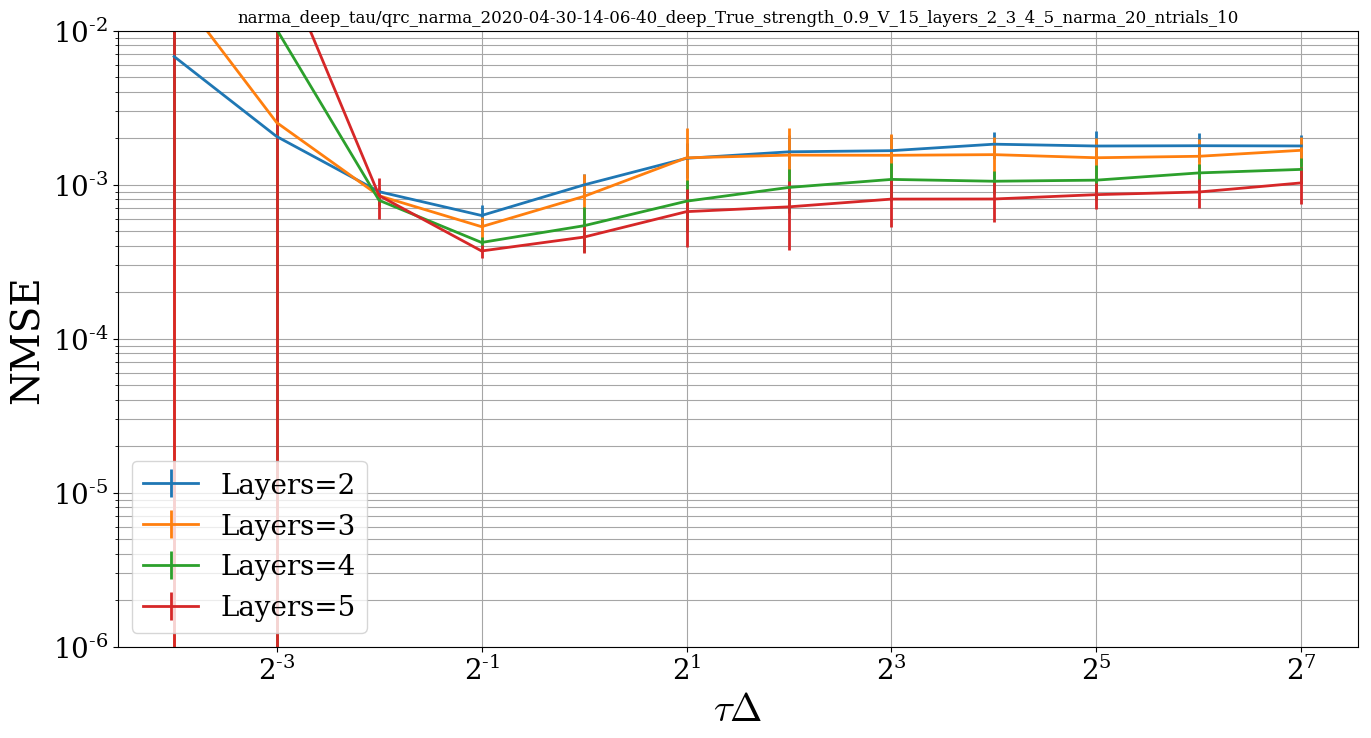 narma_deep_tau/qrc_narma_2020-04-30-14-06-40_deep_True_strength_0.9_V_15_layers_2_3_4_5_narma_20_ntrials_10
NMSE
10^-2
10^-3
10^-4
10^-5
10^-6
Layers=2
Layers=3
Layers=4
Layers=5
2^-3 2^-1 2^1 2^3 2^5 2^7
τΔ